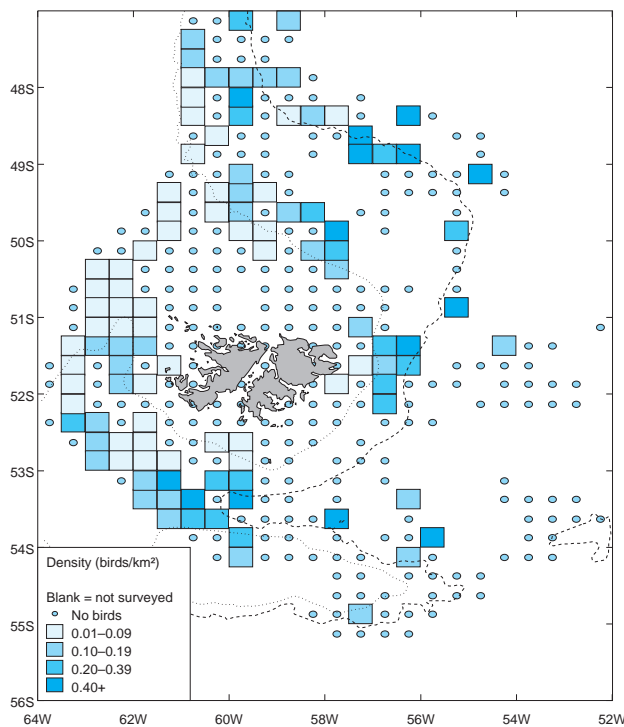 48S
49S
50S
51S
52S
53S
54S
55S
56S
Density (birds/km²)
Blank = not surveyed
No birds
0.01–0.09
0.10–0.19
0.20–0.39
0.40+
64W 62W 60W 58W 56W 54W 52W